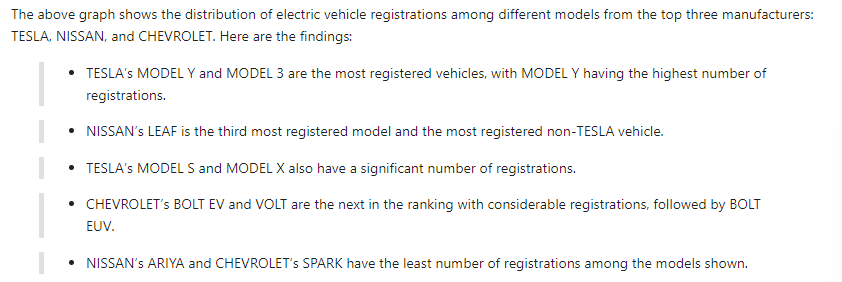 The above graph shows the distribution of electric vehicle registrations among different models from the top three manufacturers:
TESLA, NISSAN, and CHEVROLET. Here are the findings:
• TESLA's MODEL Y and MODEL 3 are the most registered vehicles, with MODEL Y having the highest number of
registrations.
• NISSAN's LEAF is the third most registered model and the most registered non-TESLA vehicle.
• TESLA's MODEL S and MODEL X also have a significant number of registrations.
• CHEVROLET's BOLT EV and VOLT are the next in the ranking with considerable registrations, followed by BOLT
EUV.
• NISSAN's ARIYA and CHEVROLET's SPARK have the least number of registrations among the models shown.